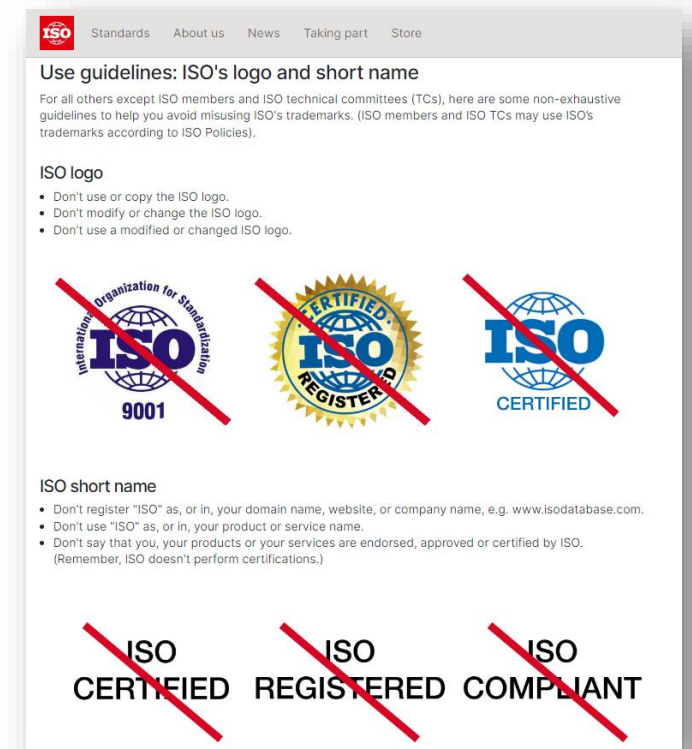 ISO Standards About us News Taking part Store
Use guidelines: ISO's logo and short name
For all others except ISO members and ISO technical committees (TCs), here are some non-exhaustive
guidelines to help you avoid misusing ISO's trademarks. (ISO members and ISO TCs may use ISO's
trademarks according to ISO Policies).
ISO logo
• Don't use or copy the ISO logo.
• Don't modify or change the ISO logo.
• Don't use a modified or changed ISO logo.
International Organization for Standardization
ISO
9001
CERTIFIED
ISO
REGISTERED
ISO
CERTIFIED
ISO short name
• Don't register "ISO" as, or in, your domain name, website, or company name, e.g. www.isodatabase.com.
• Don't use "ISO" as, or in, your product or service name.
• Don't say that you, your products or your services are endorsed, approved or certified by ISO.
(Remember, ISO doesn't perform certifications.)
ISO
CERTIFIED
ISO
REGISTERED
ISO
COMPLIANT